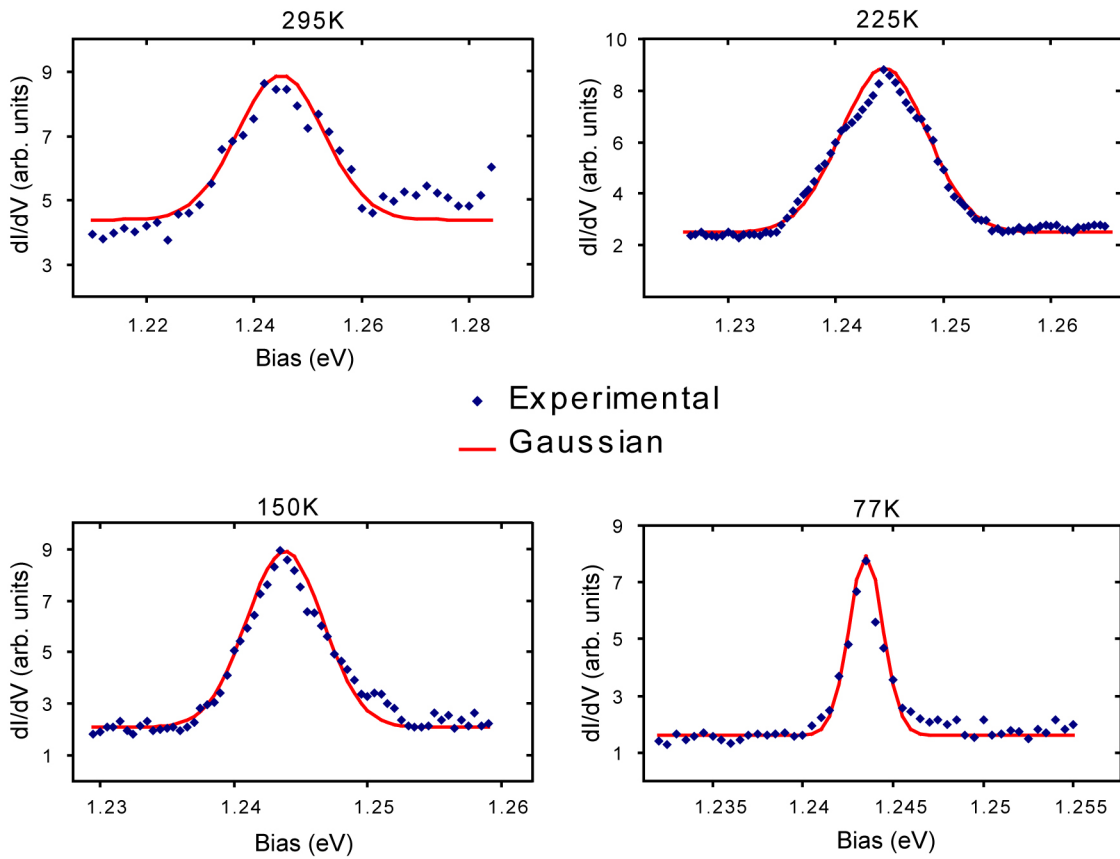 295K
dI/dV (arb. units)
9
7
5
3
1.22
1.24
1.26
1.28
Bias (eV)
225K
dI/dV (arb. units)
10
8
6
4
2
1.23
1.24
1.25
1.26
Experimental
Gaussian
150K
dI/dV (arb. units)
9
7
5
3
1
1.23
1.24
1.25
1.26
Bias (eV)
77K
dI/dV (arb. units)
9
7
5
3
1
1.235
1.24
1.245
1.25
1.255
Bias (eV)